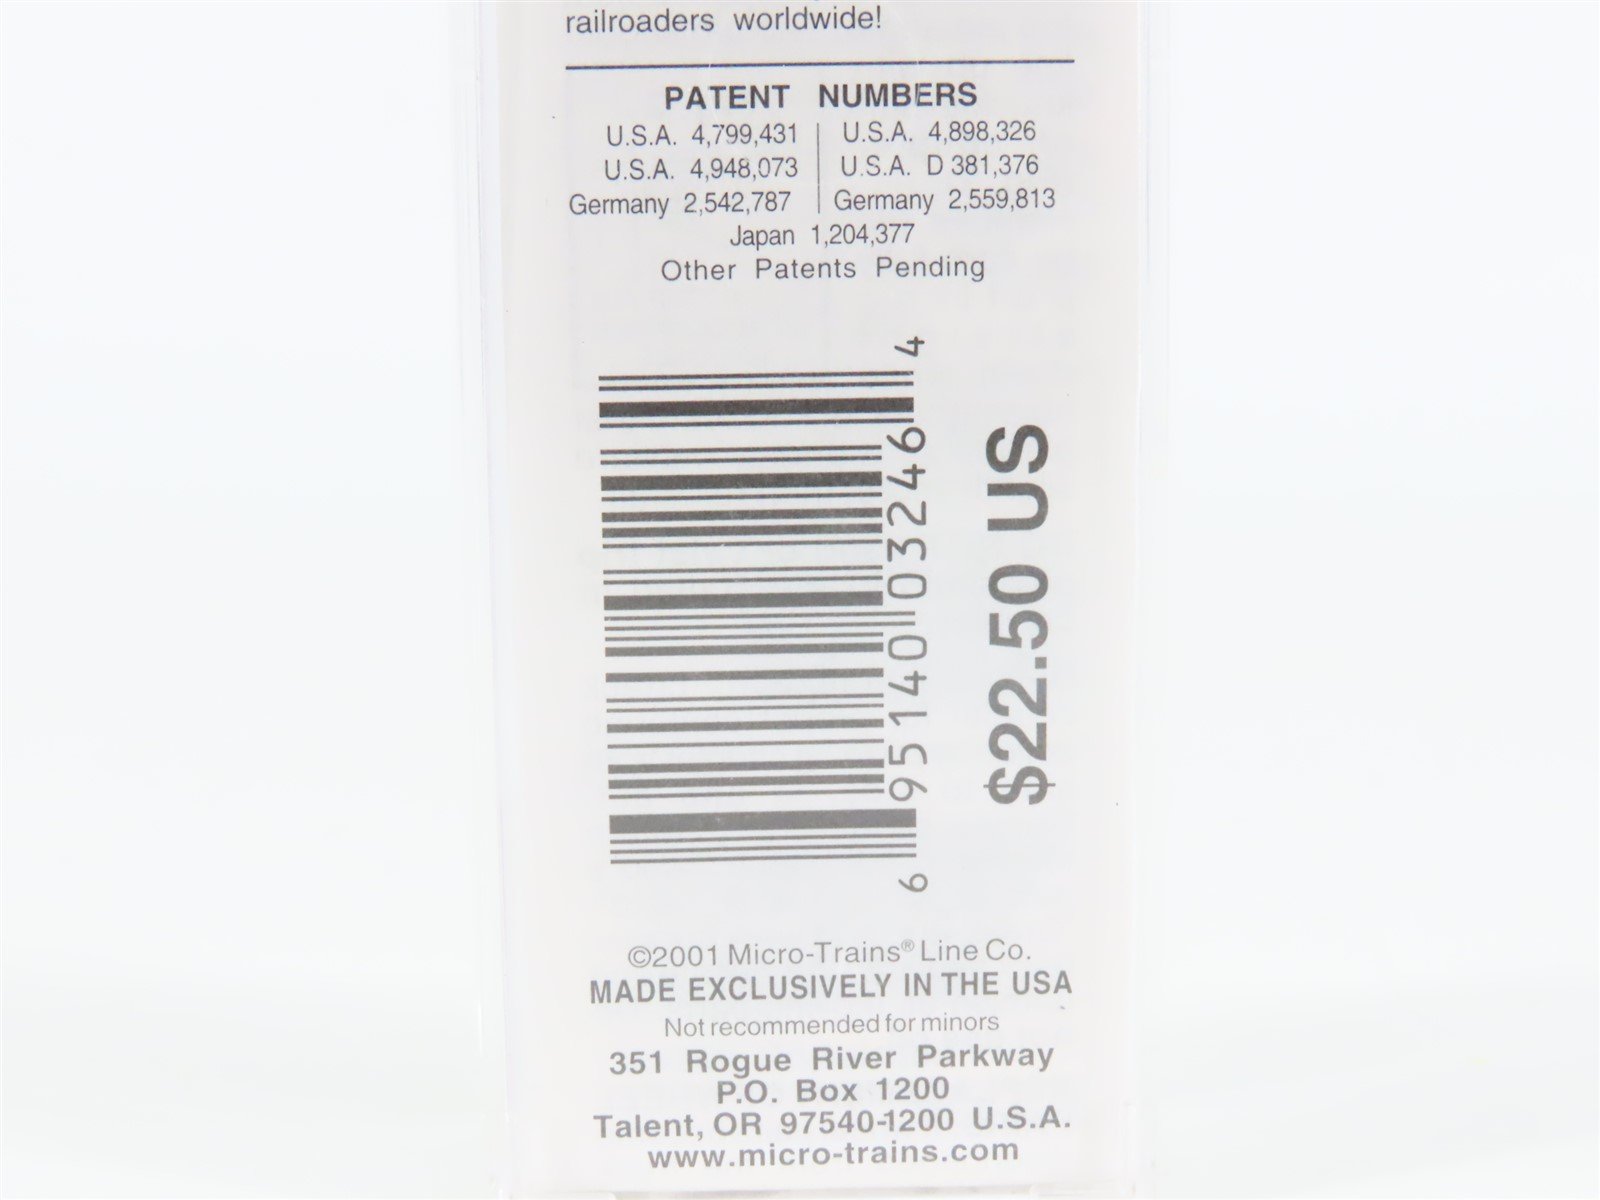 railroaders worldwide!
PATENT NUMBERS
U.S.A. 4,799,431 | U.S.A. 4,898,326
U.S.A. 4,948,073 | U.S.A. D 381,376
Germany 2,542,787 | Germany 2,559,813
Japan 1,204,377
Other Patents Pending
6 95140 03246 4
$22.50 US
©2001 Micro-Trains® Line Co.
MADE EXCLUSIVELY IN THE USA
Not recommended for minors
351 Rogue River Parkway
P.O. Box 1200
Talent, OR 97540-1200 U.S.A.
www.micro-trains.com